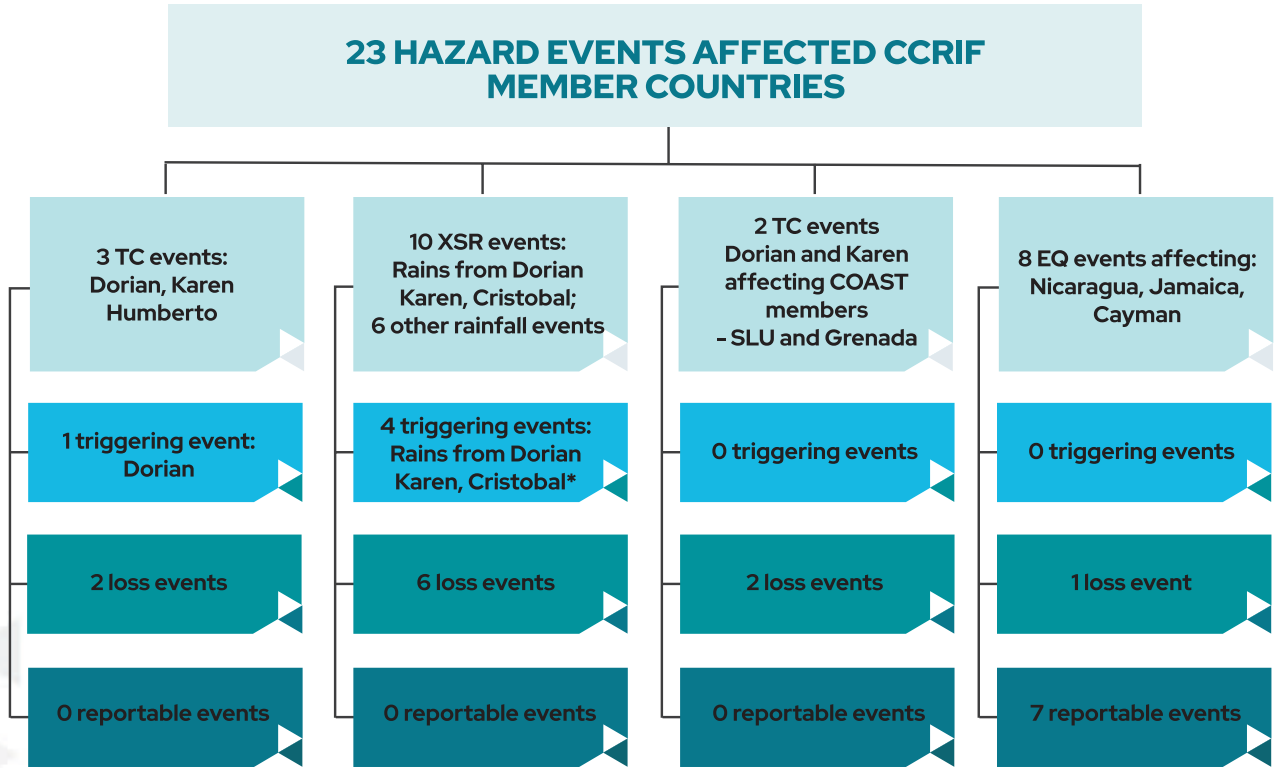 23 HAZARD EVENTS AFFECTED CCRIF
MEMBER COUNTRIES
3 TC events:
Dorian, Karen
Humberto
1 triggering event:
Dorian
2 loss events
0 reportable events
10 XSR events:
Rains from Dorian
Karen, Cristobal;
6 other rainfall events
4 triggering events:
Rains from Dorian
Karen, Cristobal*
6 loss events
0 reportable events
2 TC events
Dorian and Karen
affecting COAST
members
- SLU and Grenada
0 triggering events
2 loss events
0 reportable events
8 EQ events affecting:
Nicaragua, Jamaica,
Cayman
0 triggering events
1 loss event
7 reportable events